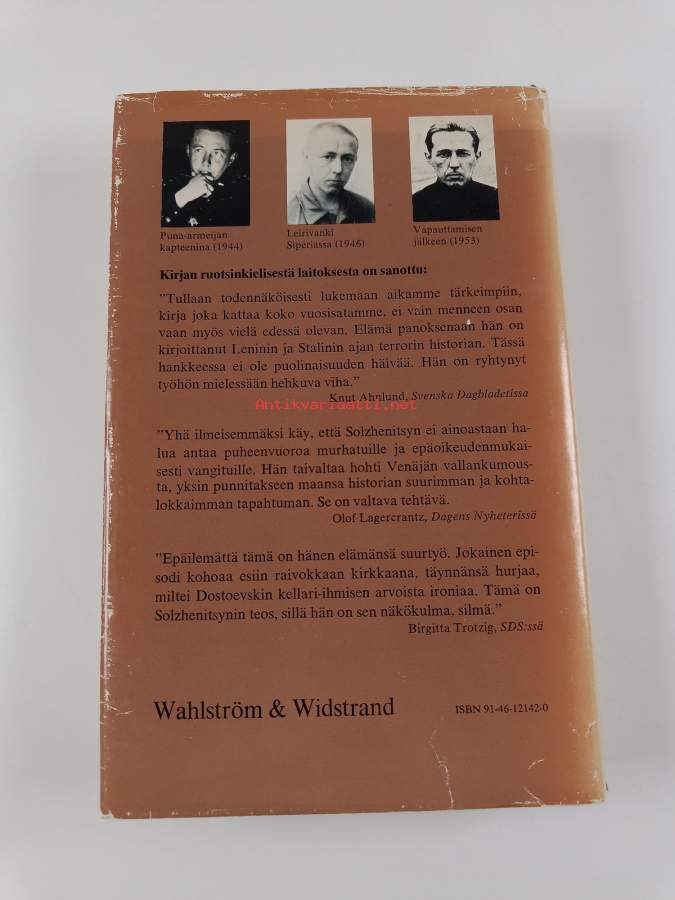 Puna-armeijan
kapteenina (1944)
Leirivanki
Siperiassa (1946)
Vapauttamisen
jälkeen (1953)
Kirjan ruotsinkielisestä laitoksesta on sanottu:
”Tullaan todennäköisesti lukemaan aikamme tärkeimpiin,
kirja joka kattaa koko vuosisatamme, ei vain menneen osan
vaan myös vielä edessä olevan. Elämä panoksenaan hän on
kirjoittanut Leninin ja Stalinin ajan terrorin historian. Tässä
hankkeessa ei ole puolinaisuuden häivää. Hän on ryhtynyt
työhön mielessään hehkuva viha.”
Knut Ahnlund, Svenska Dagbladetissa
Antikvariaatti.net
”Yhä ilmeisemmäksi käy, että Solzhenitsyn ei ainoastaan ha-
lua antaa puheenvuoroa murhatuille ja epäoikeudenmukai-
sesti vangituille. Hän taivaltaa hohti Venäjän vallankumous-
ta, yksin punnitakseen maansa historian suurimman ja kohta-
lokkaimman tapahtuman. Se on valtava tehtävä.
Olof Lagercrantz, Dagens Nyheterissä
”Epäilemättä tämä on hänen elämänsä suurtyö. Jokainen epi-
sodi kohoaa esiin raivokkaan kirkkaana, täynnänsä hurjaa,
miltei Dostoevskin kellari-ihmisen arvoista ironiaa. Tämä on
Solzhenitsynin teos, sillä hän on sen näkökulma, silmä.”
Birgitta Trotzig, SDS:ssä
Wahlström & Widstrand
ISBN 91-46-12142-0